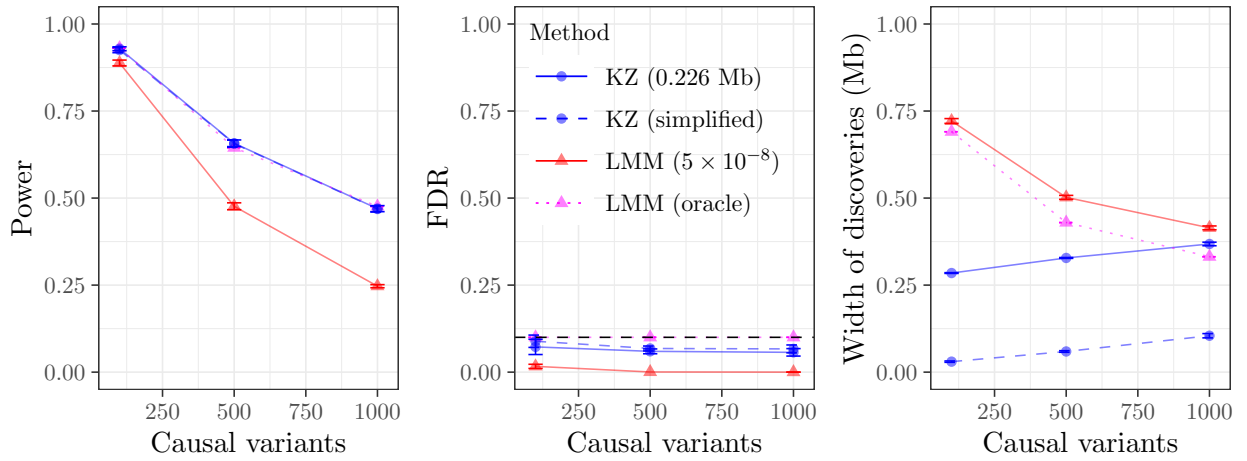 Power
1.00
0.75
0.50
0.25
0.00
250
500
750
1000
Causal variants
FDR
1.00
0.75
0.50
0.25
0.00
Method
KZ (0.226 Mb)
KZ (simplified)
LMM (5 × 10⁻⁸)
LMM (oracle)
250
500
750
1000
Causal variants
Width of discoveries (Mb)
1.00
0.75
0.50
0.25
0.00
250
500
750
1000
Causal variants